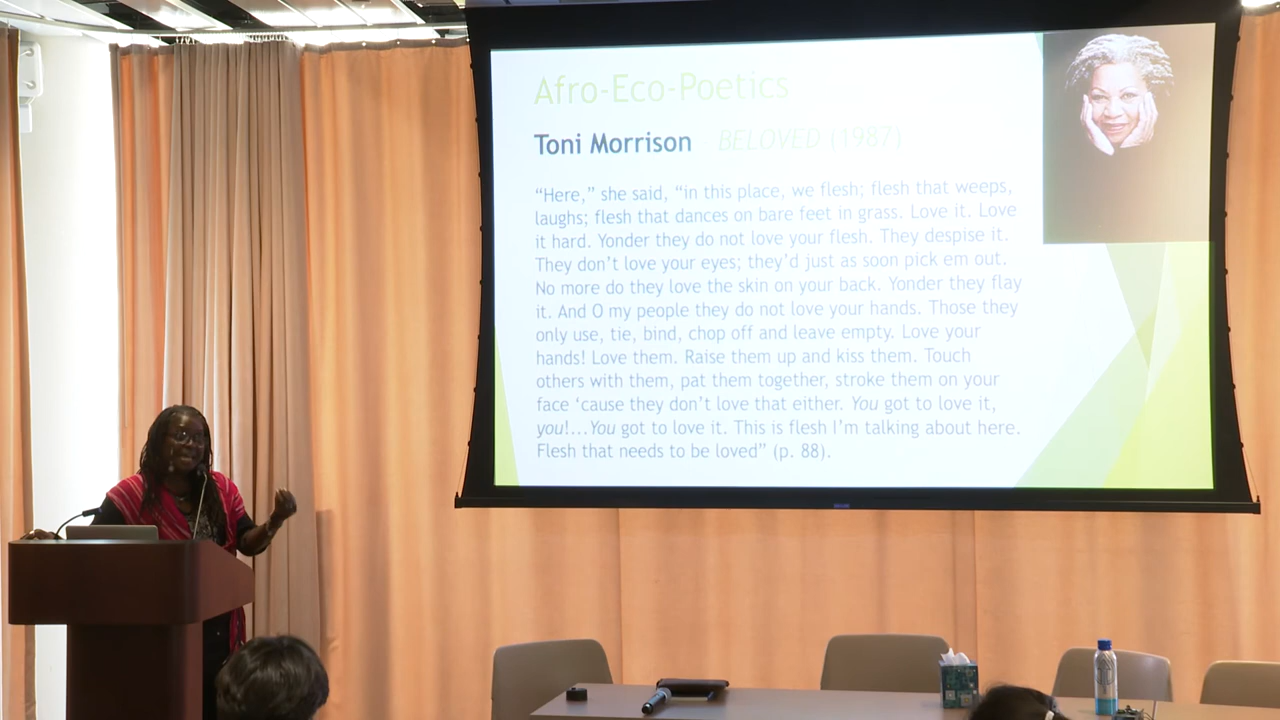 Afro-Eco-Poetics
Toni Morrison BELOVED (1987)
“Here,” she said, “in this place, we flesh; flesh that weeps,
laughs; flesh that dances on bare feet in grass. Love it. Love
it hard. Yonder they do not love your flesh. They despise it.
They don’t love your eyes; they’d just as soon pick em out.
No more do they love the skin on your back. Yonder they flay
it. And O my people they do not love your hands. Those they
only use, tie, bind, chop off and leave empty. Love your
hands! Love them. Raise them up and kiss them. Touch
others with them, pat them together, stroke them on your
face ‘cause they don’t love that either. You got to love it,
you!...You got to love it. This is flesh I’m talking about here.
Flesh that needs to be loved” (p. 88).